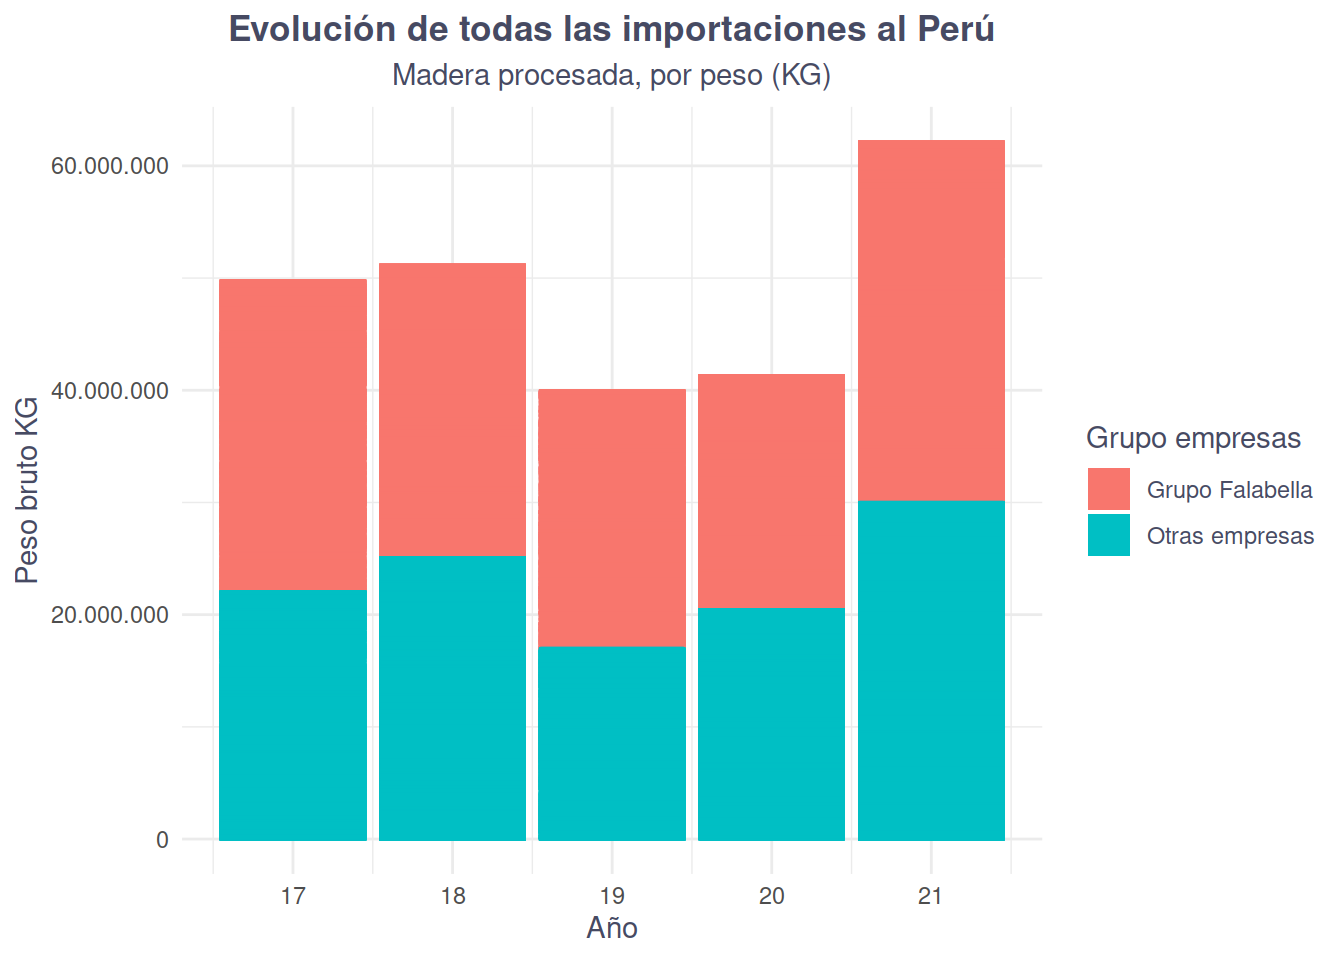 Evolución de todas las importaciones al Perú
Madera procesada, por peso (KG)
Peso bruto KG
60.000.000
40.000.000
20.000.000
0
17
18
19
20
21
Año
Grupo empresas
Grupo Falabella
Otras empresas